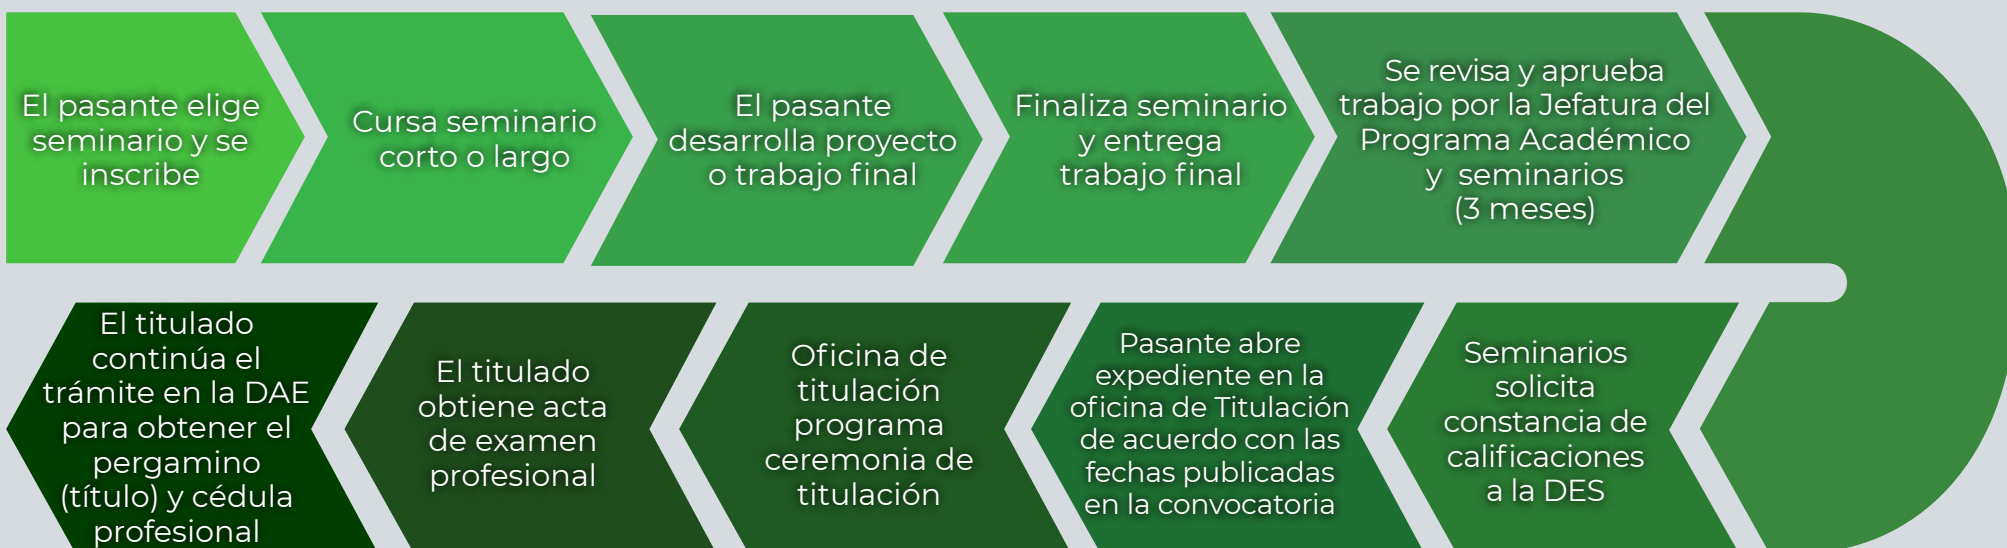 El pasante elige
seminario y se
inscribe
Cursa seminario
corto o largo
El pasante
desarrolla proyecto
o trabajo final
Finaliza seminario
y entrega
trabajo final
Se revisa y aprueba
trabajo por la Jefatura del
Programa Académico
y seminarios
(3 meses)
Seminarios
solicita
constancia de
calificaciones
a la DES
Pasante abre
expediente en la
oficina de Titulación
de acuerdo con las
fechas publicadas
en la convocatoria
Oficina de
titulación
programa
ceremonia de
titulación
El titulado
obtiene acta
de examen
profesional
El titulado
continúa el
trámite en la DAE
para obtener el
pergamino
(título) y cédula
profesional